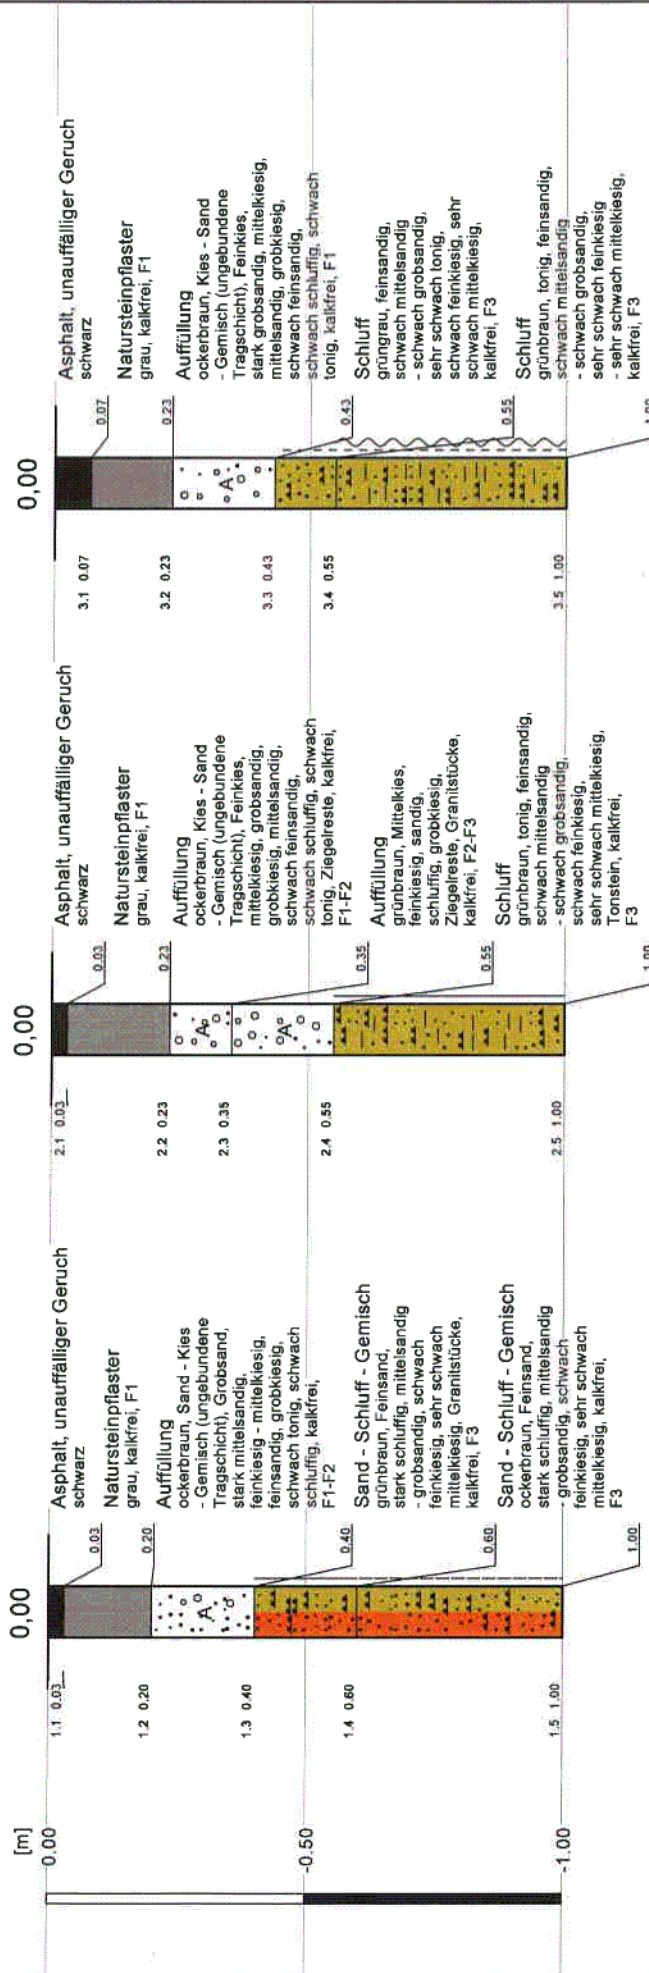 [m]
0.00
-0.50
-1.00
0,00
1.1 0.03
1.2 0.20
1.3 0.40
1.4 0.60
1.5 1.00
0.03
0.20
0.40
0.60
1.00
A
Asphalt, unauffälliger Geruch
schwarz
Natursteinpflaster
grau, kalkfrei, F1
Auffüllung
ockerbraun, Sand - Kies
- Gemisch (ungebundene
Tragschicht), Grobsand,
stark mittelsandig,
feinkiesig - mittelkiesig,
feinsandig, grobkiesig,
schwach tonig, schwach
schluffig, kalkfrei,
F1-F2
Sand - Schluff - Gemisch
grünbraun, Feinsand,
stark schluffig, mittelsandig
- grobsandig, schwach
feinkiesig, sehr schwach
mittelkiesig, Granitstücke,
kalkfrei, F3
Sand - Schluff - Gemisch
ockerbraun, Feinsand,
stark schluffig, mittelsandig
- grobsandig, schwach
feinkiesig, sehr schwach
mittelkiesig, kalkfrei,
F3
0,00
2.1 0.03
2.2 0.23
2.3 0.35
2.4 0.55
2.5 1.00
0.03
0.23
0.35
0.55
1.00
A
A
Asphalt, unauffälliger Geruch
schwarz
Natursteinpflaster
grau, kalkfrei, F1
Auffüllung
ockerbraun, Kies - Sand
- Gemisch (ungebundene
Tragschicht), Feinkies,
mittelkiesig, grobsandig,
grobkiesig, mittelsandig,
schwach feinsandig,
schwach schluffig, schwach
tonig, Ziegelreste, kalkfrei,
F1-F2
Auffüllung
grünbraun, Mittelkies,
feinkiesig, sandig,
schluffig, grobkiesig,
Ziegelreste, Granitstücke,
kalkfrei, F2-F3
Schluff
grünbraun, tonig, feinsandig,
schwach mittelsandig
- schwach grobsandig,
schwach feinkiesig,
sehr schwach mittelkiesig,
Tonstein, kalkfrei,
F3
0,00
3.1 0.07
3.2 0.23
3.3 0.43
3.4 0.55
3.5 1.00
0.07
0.23
0.43
0.55
A
Asphalt, unauffälliger Geruch
schwarz
Natursteinpflaster
grau, kalkfrei, F1
Auffüllung
ockerbraun, Kies - Sand
- Gemisch (ungebundene
Tragschicht), Feinkies,
stark grobsandig, mittelkiesig,
mittelsandig, grobkiesig,
schwach feinsandig,
schwach schluffig, schwach
tonig, kalkfrei, F1
Schluff
grüngrau, feinsandig,
schwach mittelsandig
- schwach grobsandig,
sehr schwach tonig,
schwach feinkiesig, sehr
schwach mittelkiesig,
kalkfrei, F3
Schluff
grünbraun, tonig, feinsandig,
schwach mittelsandig
- schwach grobsandig,
sehr schwach feinkiesig
- sehr schwach mittelkiesig,
kalkfrei, F3